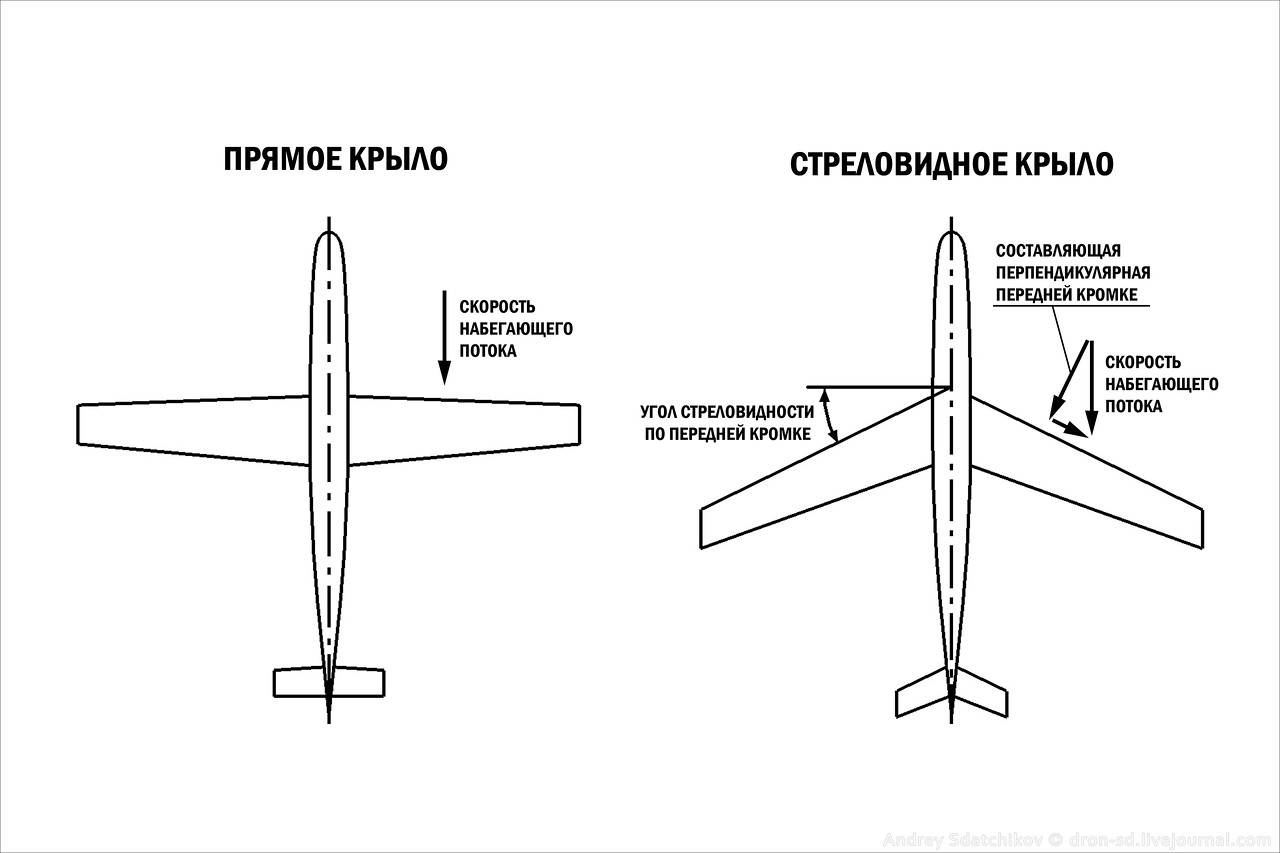 ПРЯМОЕ КРЫЛО
СКОРОСТЬ
НАБЕГАЮЩЕГО
ПОТОКА
СТРЕЛОВИДНОЕ КРЫЛО
СОСТАВЛЯЮЩАЯ
ПЕРПЕНДИКУЛЯРНАЯ
ПЕРЕДНЕЙ КРОМКЕ
СКОРОСТЬ
НАБЕГАЮЩЕГО
ПОТОКА
УГОЛ СТРЕЛОВИДНОСТИ
ПО ПЕРЕДНЕЙ КРОМКЕ
Andrey Sdatchikov © dron-sd.livejournal.com